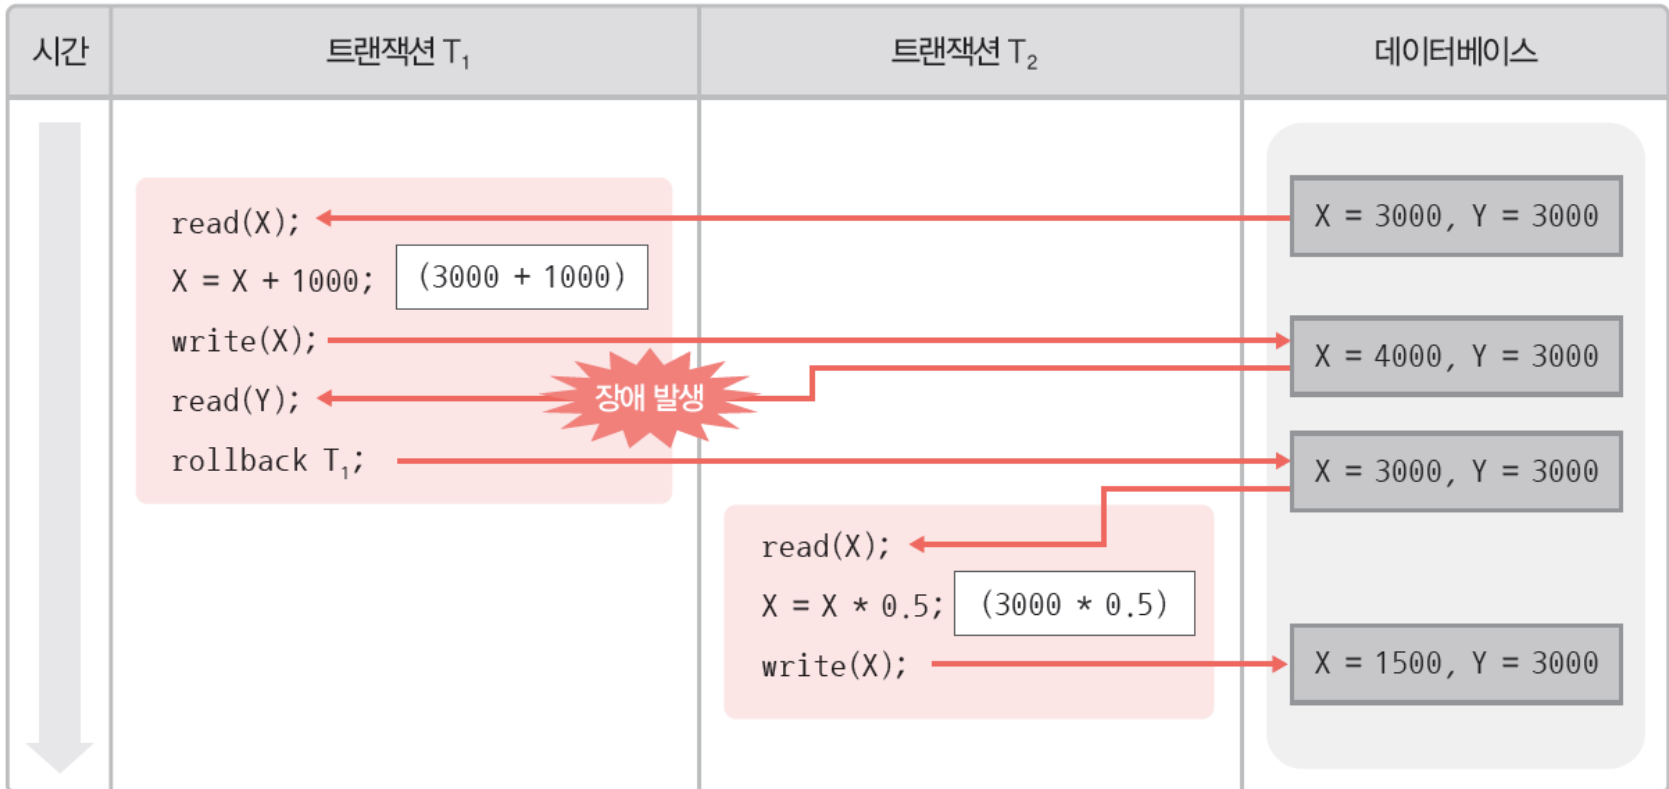 시간 트랜잭션 T₁ 트랜잭션 T₂ 데이터베이스
read(X); X = 3000, Y = 3000
X = X + 1000; (3000 + 1000)
write(X); X = 4000, Y = 3000
read(Y); 장애 발생
rollback T₁; X = 3000, Y = 3000
read(X);
X = X * 0.5; (3000 * 0.5)
write(X); X = 1500, Y = 3000